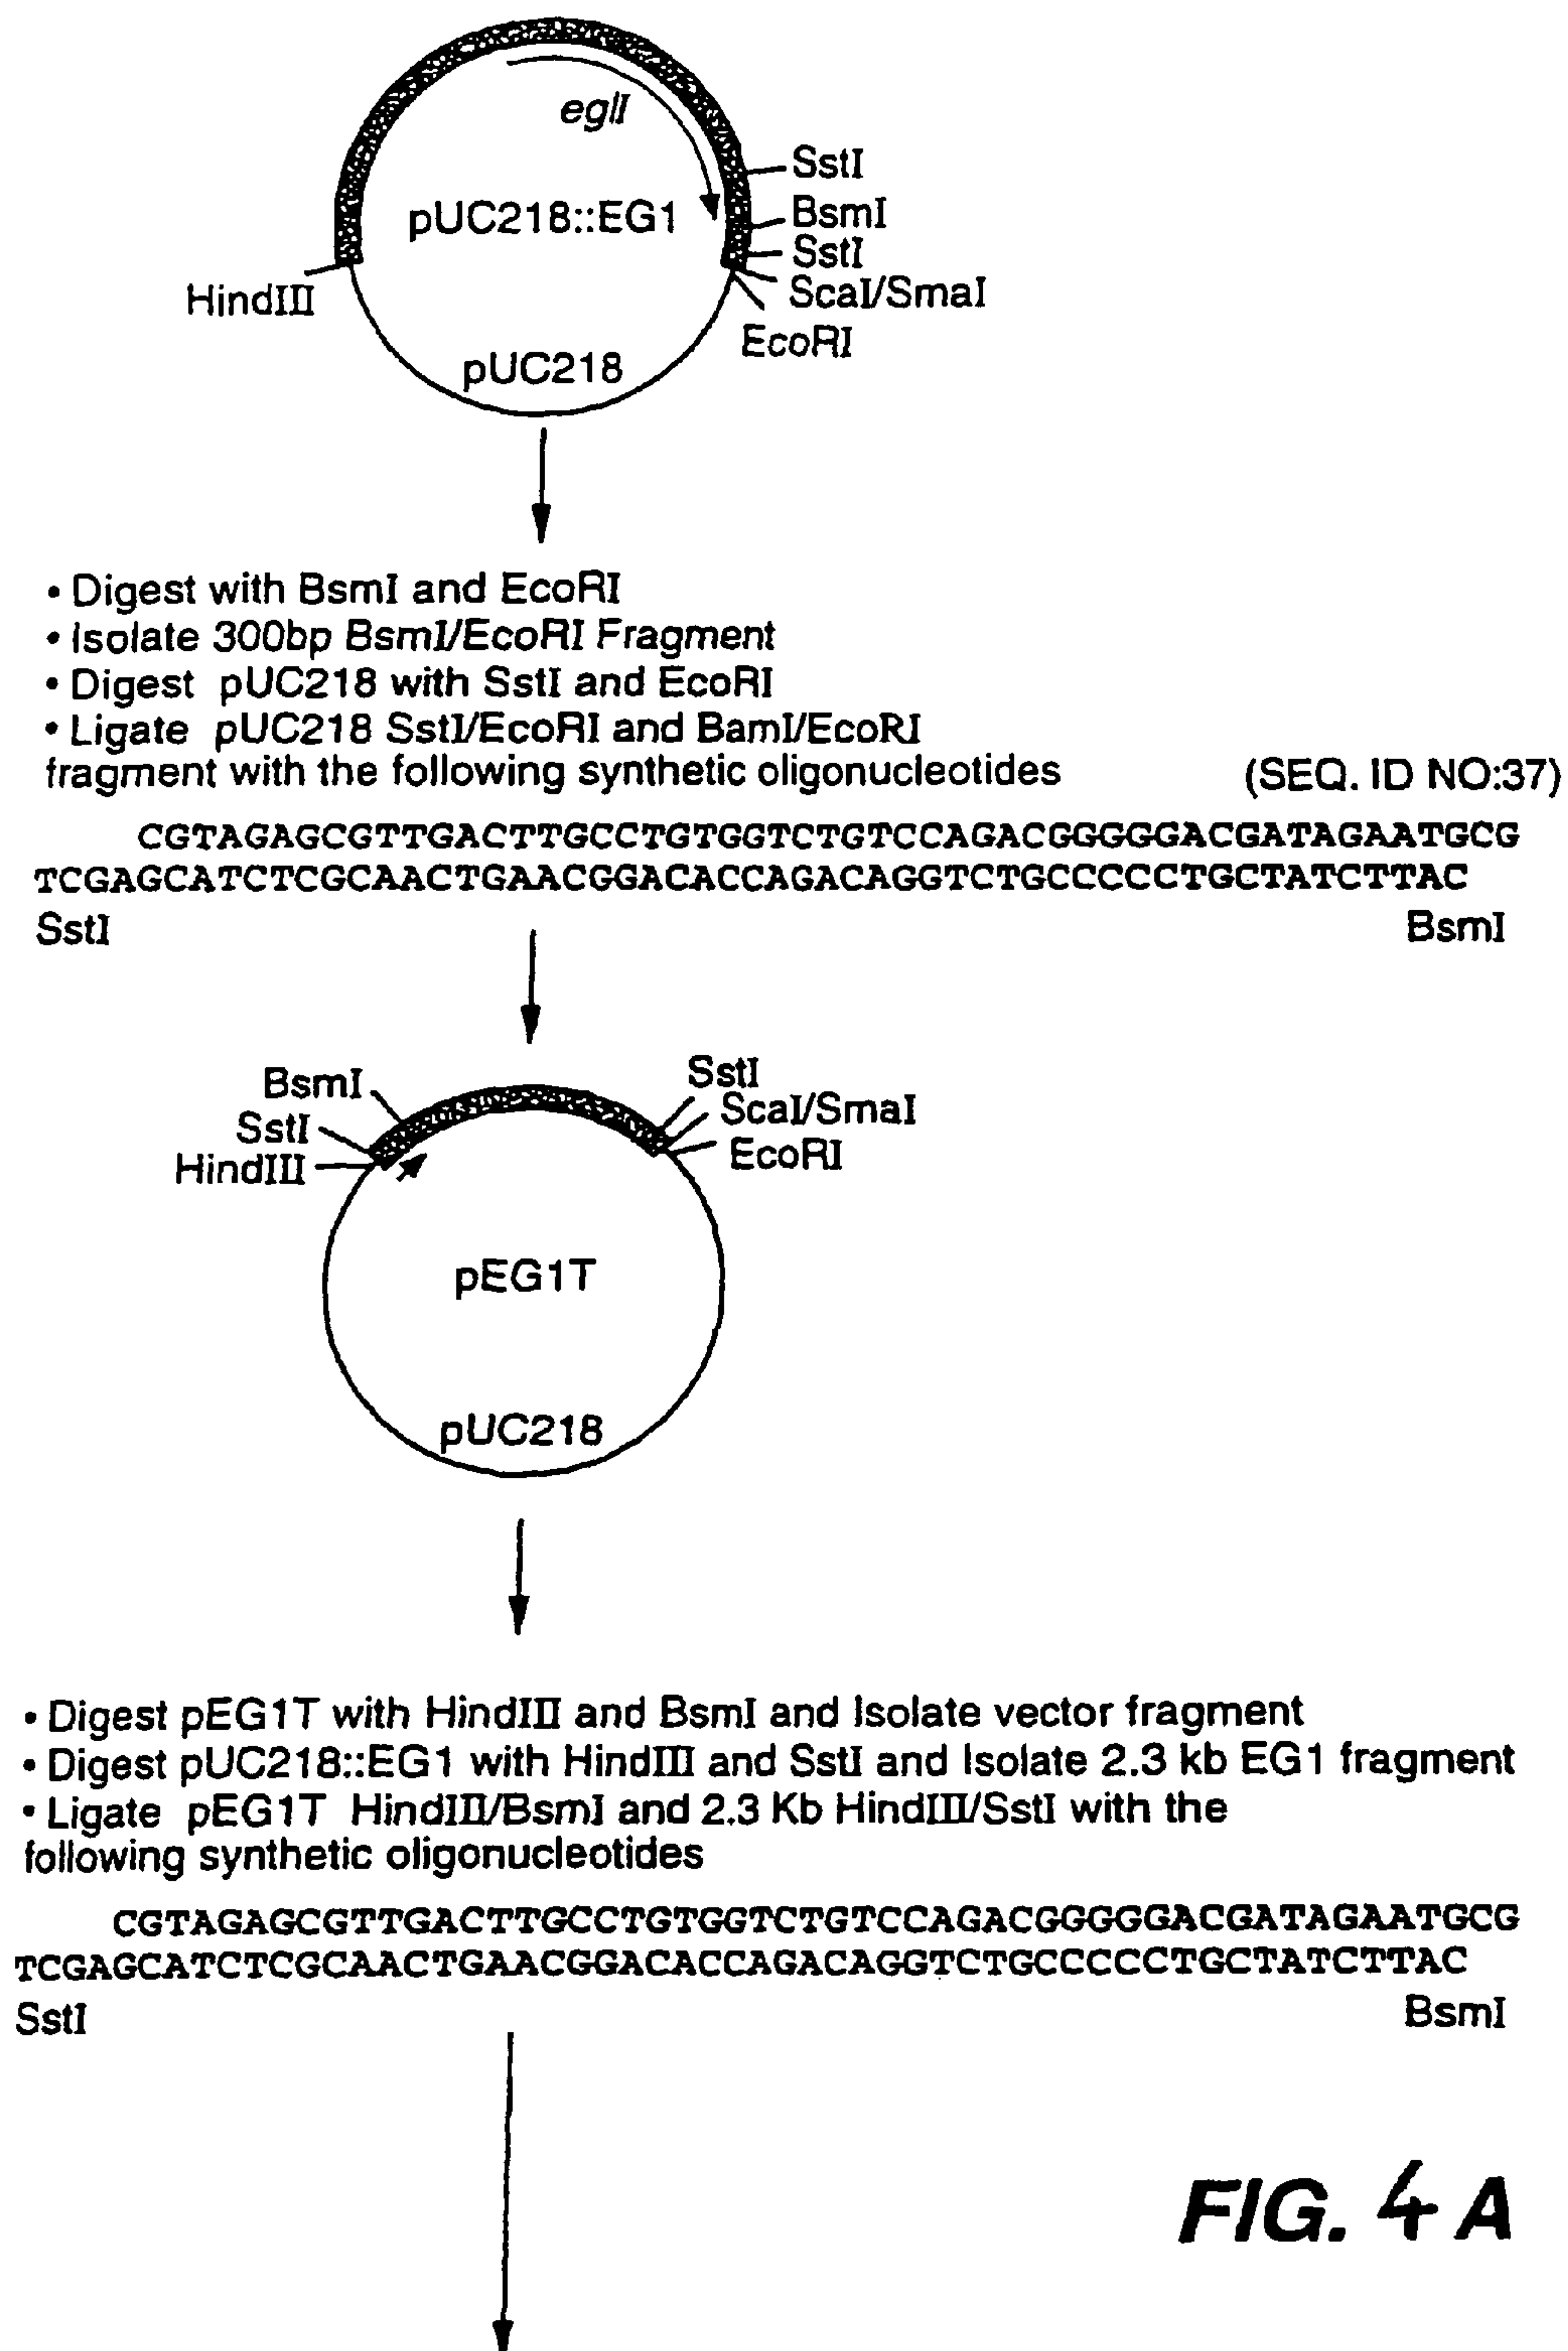 eglI
SstI
pUC218::EG1
BsmI
SstI
HindIII
ScaI/SmaI
EcoRI
pUC218
• Digest with BsmI and EcoRI
• Isolate 300bp BsmI/EcoRI Fragment
• Digest pUC218 with SstI and EcoRI
• Ligate pUC218 SstI/EcoRI and BamI/EcoRI
fragment with the following synthetic oligonucleotides (SEQ. ID NO:37)
CGTAGAGCGTTGACTTGCCTGTGGTCTGTCCAGACGGGGGACGATAGAATGCG
TCGAGCATCTCGCAACTGAACGGACACCAGACAGGTCTGCCCCCTGCTATCTTAC
SstI BsmI
BsmI SstI
SstI ScaI/SmaI
HindIII EcoRI
pEG1T
pUC218
• Digest pEG1T with HindIII and BsmI and Isolate vector fragment
• Digest pUC218::EG1 with HindIII and SstI and Isolate 2.3 kb EG1 fragment
• Ligate pEG1T HindIII/BsmI and 2.3 Kb HindIII/SstI with the
following synthetic oligonucleotides
CGTAGAGCGTTGACTTGCCTGTGGTCTGTCCAGACGGGGGACGATAGAATGCG
TCGAGCATCTCGCAACTGAACGGACACCAGACAGGTCTGCCCCCTGCTATCTTAC
SstI BsmI
FIG. 4A